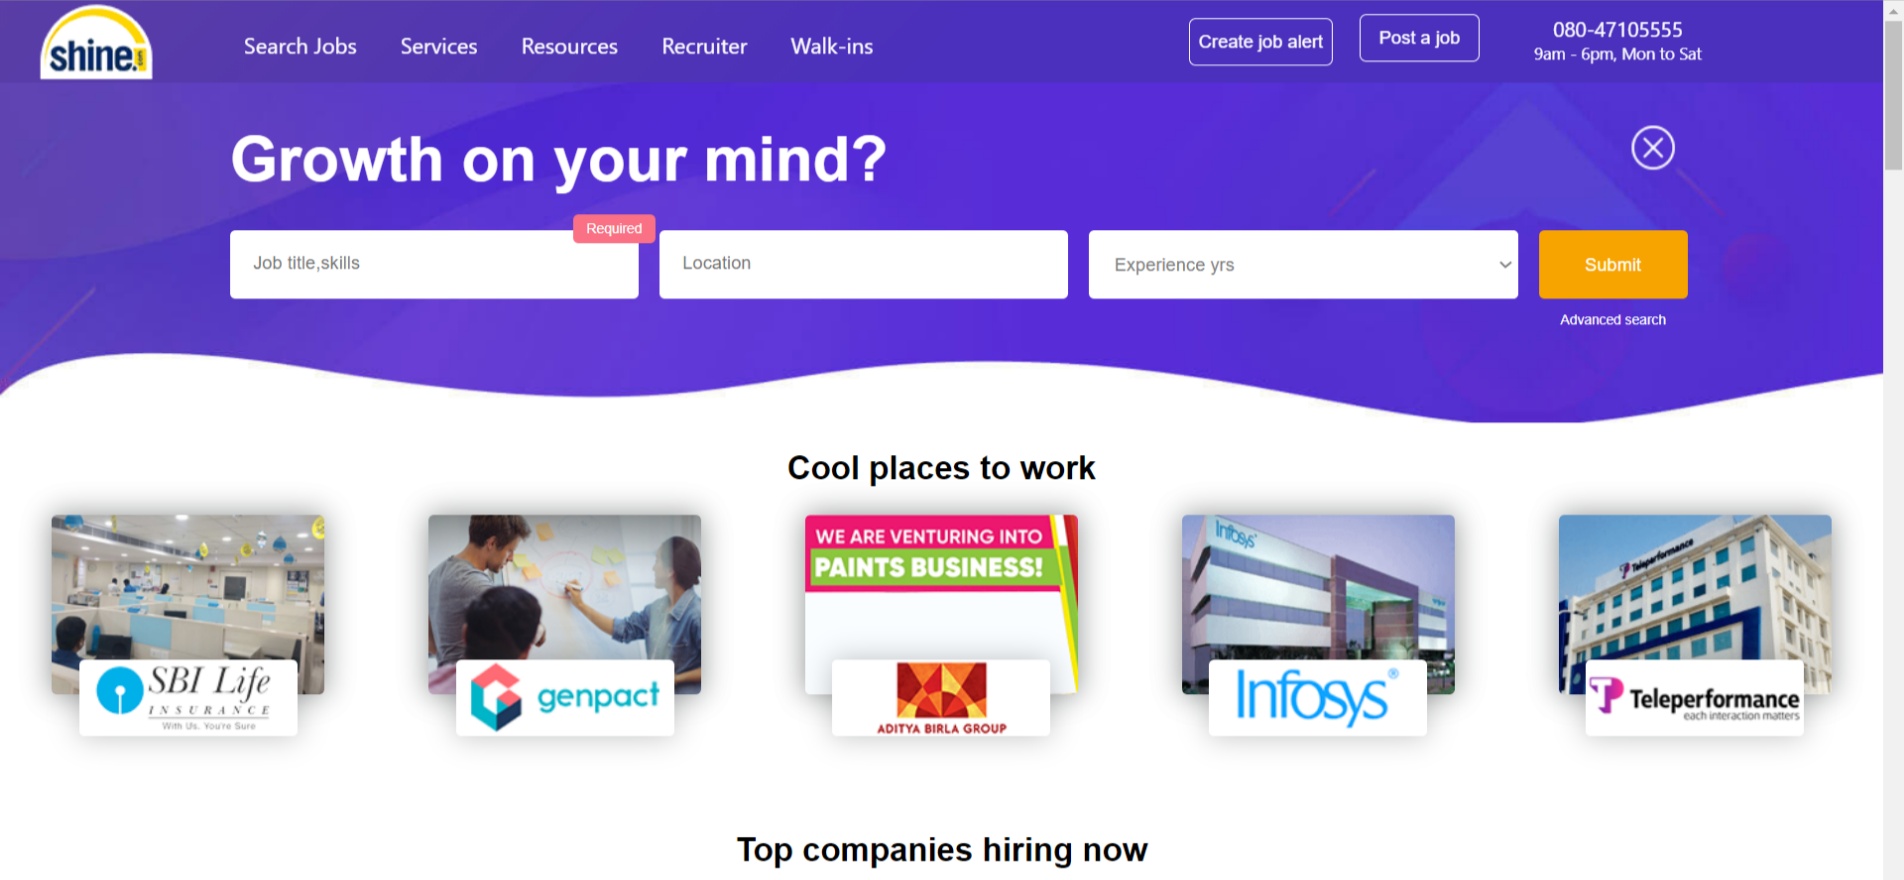 shine.com
Search Jobs
Services
Resources
Recruiter
Walk-ins
Create job alert
Post a job
080-47105555
9am - 6pm, Mon to Sat
Growth on your mind?
Required
Job title,skills
Location
Experience yrs
Submit
Advanced search
Cool places to work
SBI Life
INSURANCE
With Us, You're Sure
genpact
WE ARE VENTURING INTO
PAINTS BUSINESS!
ADITYA BIRLA GROUP
Infosys
Infosys®
Teleperformance
Teleperformance
each interaction matters
Top companies hiring now